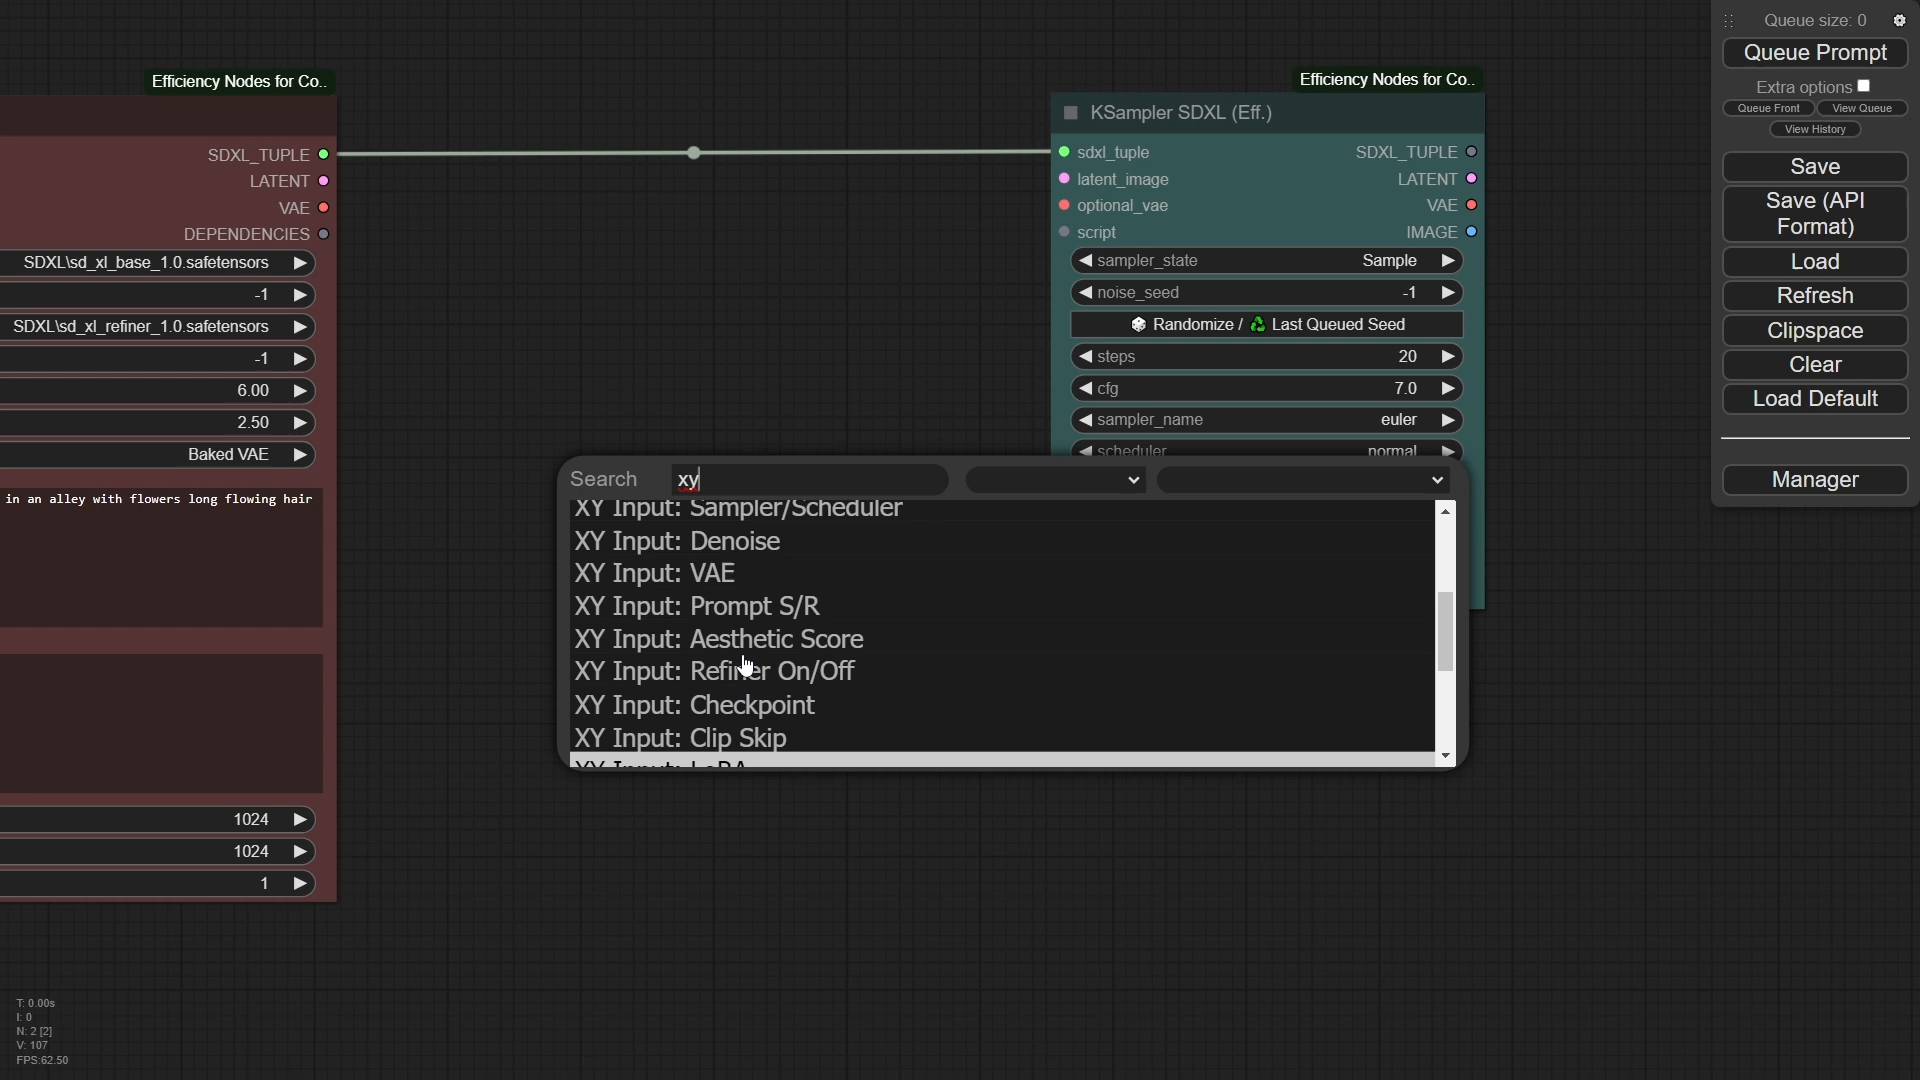 Efficiency Nodes for Co..
SDXL_TUPLE
LATENT
VAE
DEPENDENCIES
SDXL\sd_xl_base_1.0.safetensors
-1
SDXL\sd_xl_refiner_1.0.safetensors
-1
6.00
2.50
Baked VAE
in an alley with flowers long flowing hair
1024
1024
1
Efficiency Nodes for Co..
KSampler SDXL (Eff.)
sdxl_tuple SDXL_TUPLE
latent_image LATENT
optional_vae VAE
script IMAGE
sampler_state Sample
noise_seed -1
Randomize / Last Queued Seed
steps 20
cfg 7.0
sampler_name euler
scheduler normal
Search xy
XY Input: Sampler/Scheduler
XY Input: Denoise
XY Input: VAE
XY Input: Prompt S/R
XY Input: Aesthetic Score
XY Input: Refiner On/Off
XY Input: Checkpoint
XY Input: Clip Skip
XY Input: LoRA
Queue size: 0
Queue Prompt
Extra options
Queue Front View Queue
View History
Save
Save (API
Format)
Load
Refresh
Clipspace
Clear
Load Default
Manager
T: 0.00s
I: 0
N: 2 [2]
V: 107
FPS:62.50